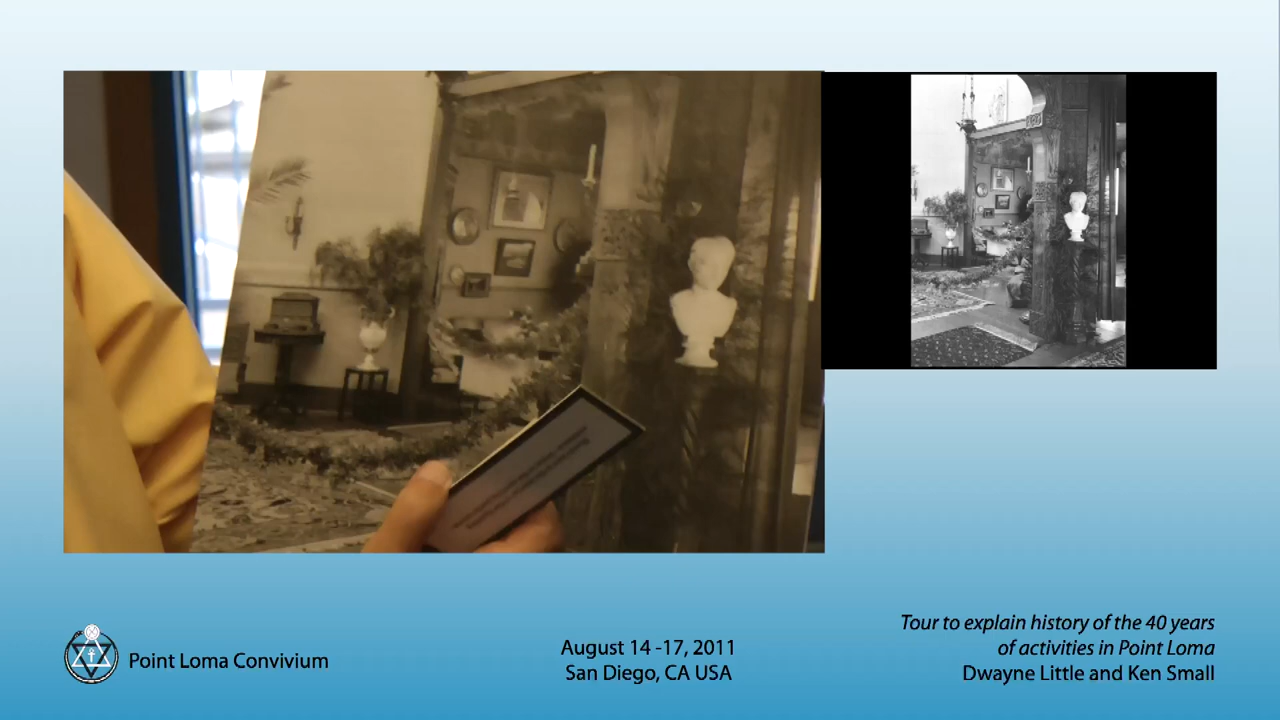 Point Loma Convivium
August 14 -17, 2011
San Diego, CA USA
Tour to explain history of the 40 years
of activities in Point Loma
Dwayne Little and Ken Small